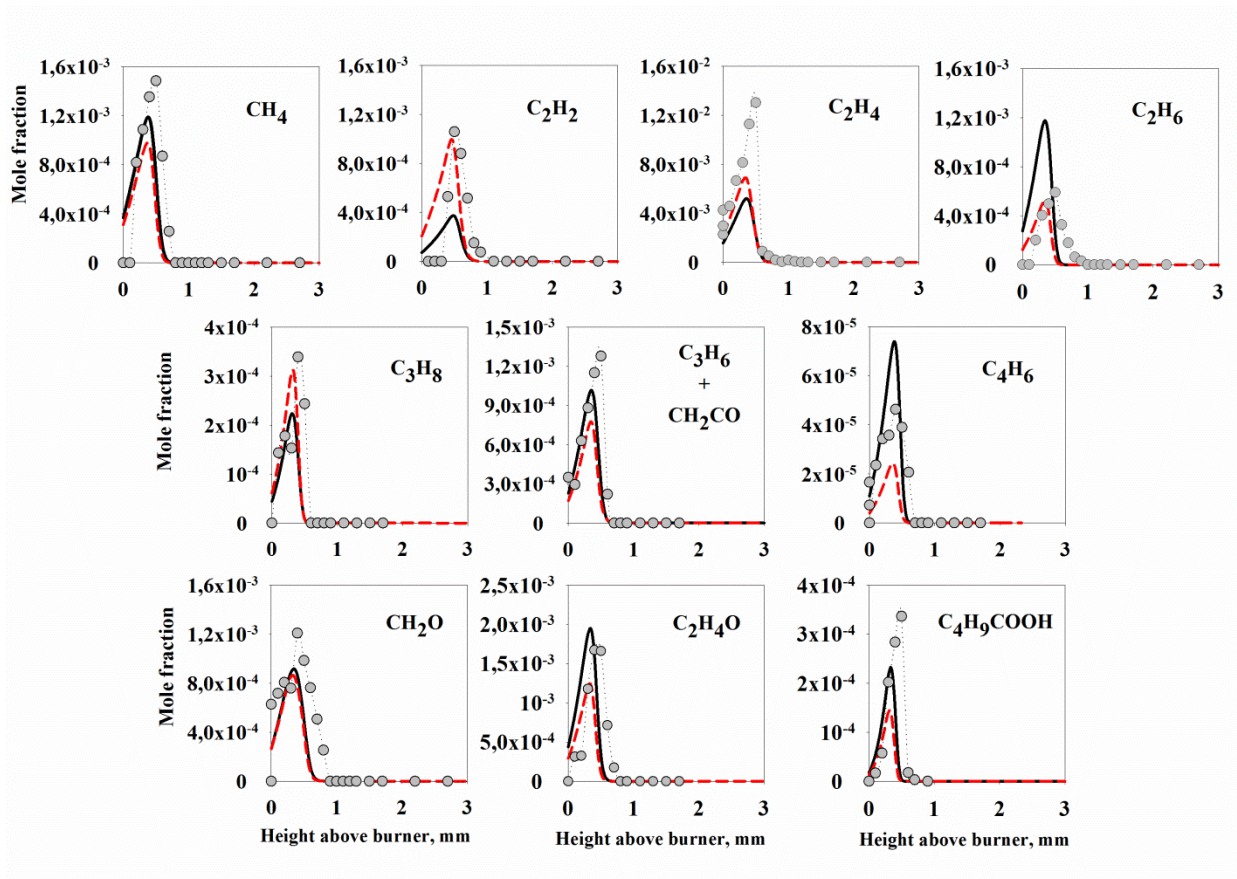 Mole fraction
1,6x10-3
1,2x10-3
8,0x10-4
4,0x10-4
0
CH4
0 1 2 3
1,6x10-3
1,2x10-3
8,0x10-4
4,0x10-4
0
C2H2
0 1 2 3
1,6x10-2
1,2x10-2
8,0x10-3
4,0x10-3
0
C2H4
0 1 2 3
1,6x10-3
1,2x10-3
8,0x10-4
4,0x10-4
0
C2H6
0 1 2 3
Mole fraction
4x10-4
3x10-4
2x10-4
1x10-4
0
C3H8
0 1 2 3
1,5x10-3
1,2x10-3
9,0x10-4
6,0x10-4
3,0x10-4
0
C3H6
+
CH2CO
0 1 2 3
8x10-5
6x10-5
4x10-5
2x10-5
0
C4H6
0 1 2 3
Mole fraction
1,6x10-3
1,2x10-3
8,0x10-4
4,0x10-4
0
CH2O
0 1 2 3
Height above burner, mm
2,5x10-3
2,0x10-3
1,5x10-3
1x10-3
5,0x10-4
0
C2H4O
0 1 2 3
Height above burner, mm
4x10-4
3x10-4
2x10-4
1x10-4
0
C4H9COOH
0 1 2 3
Height above burner, mm